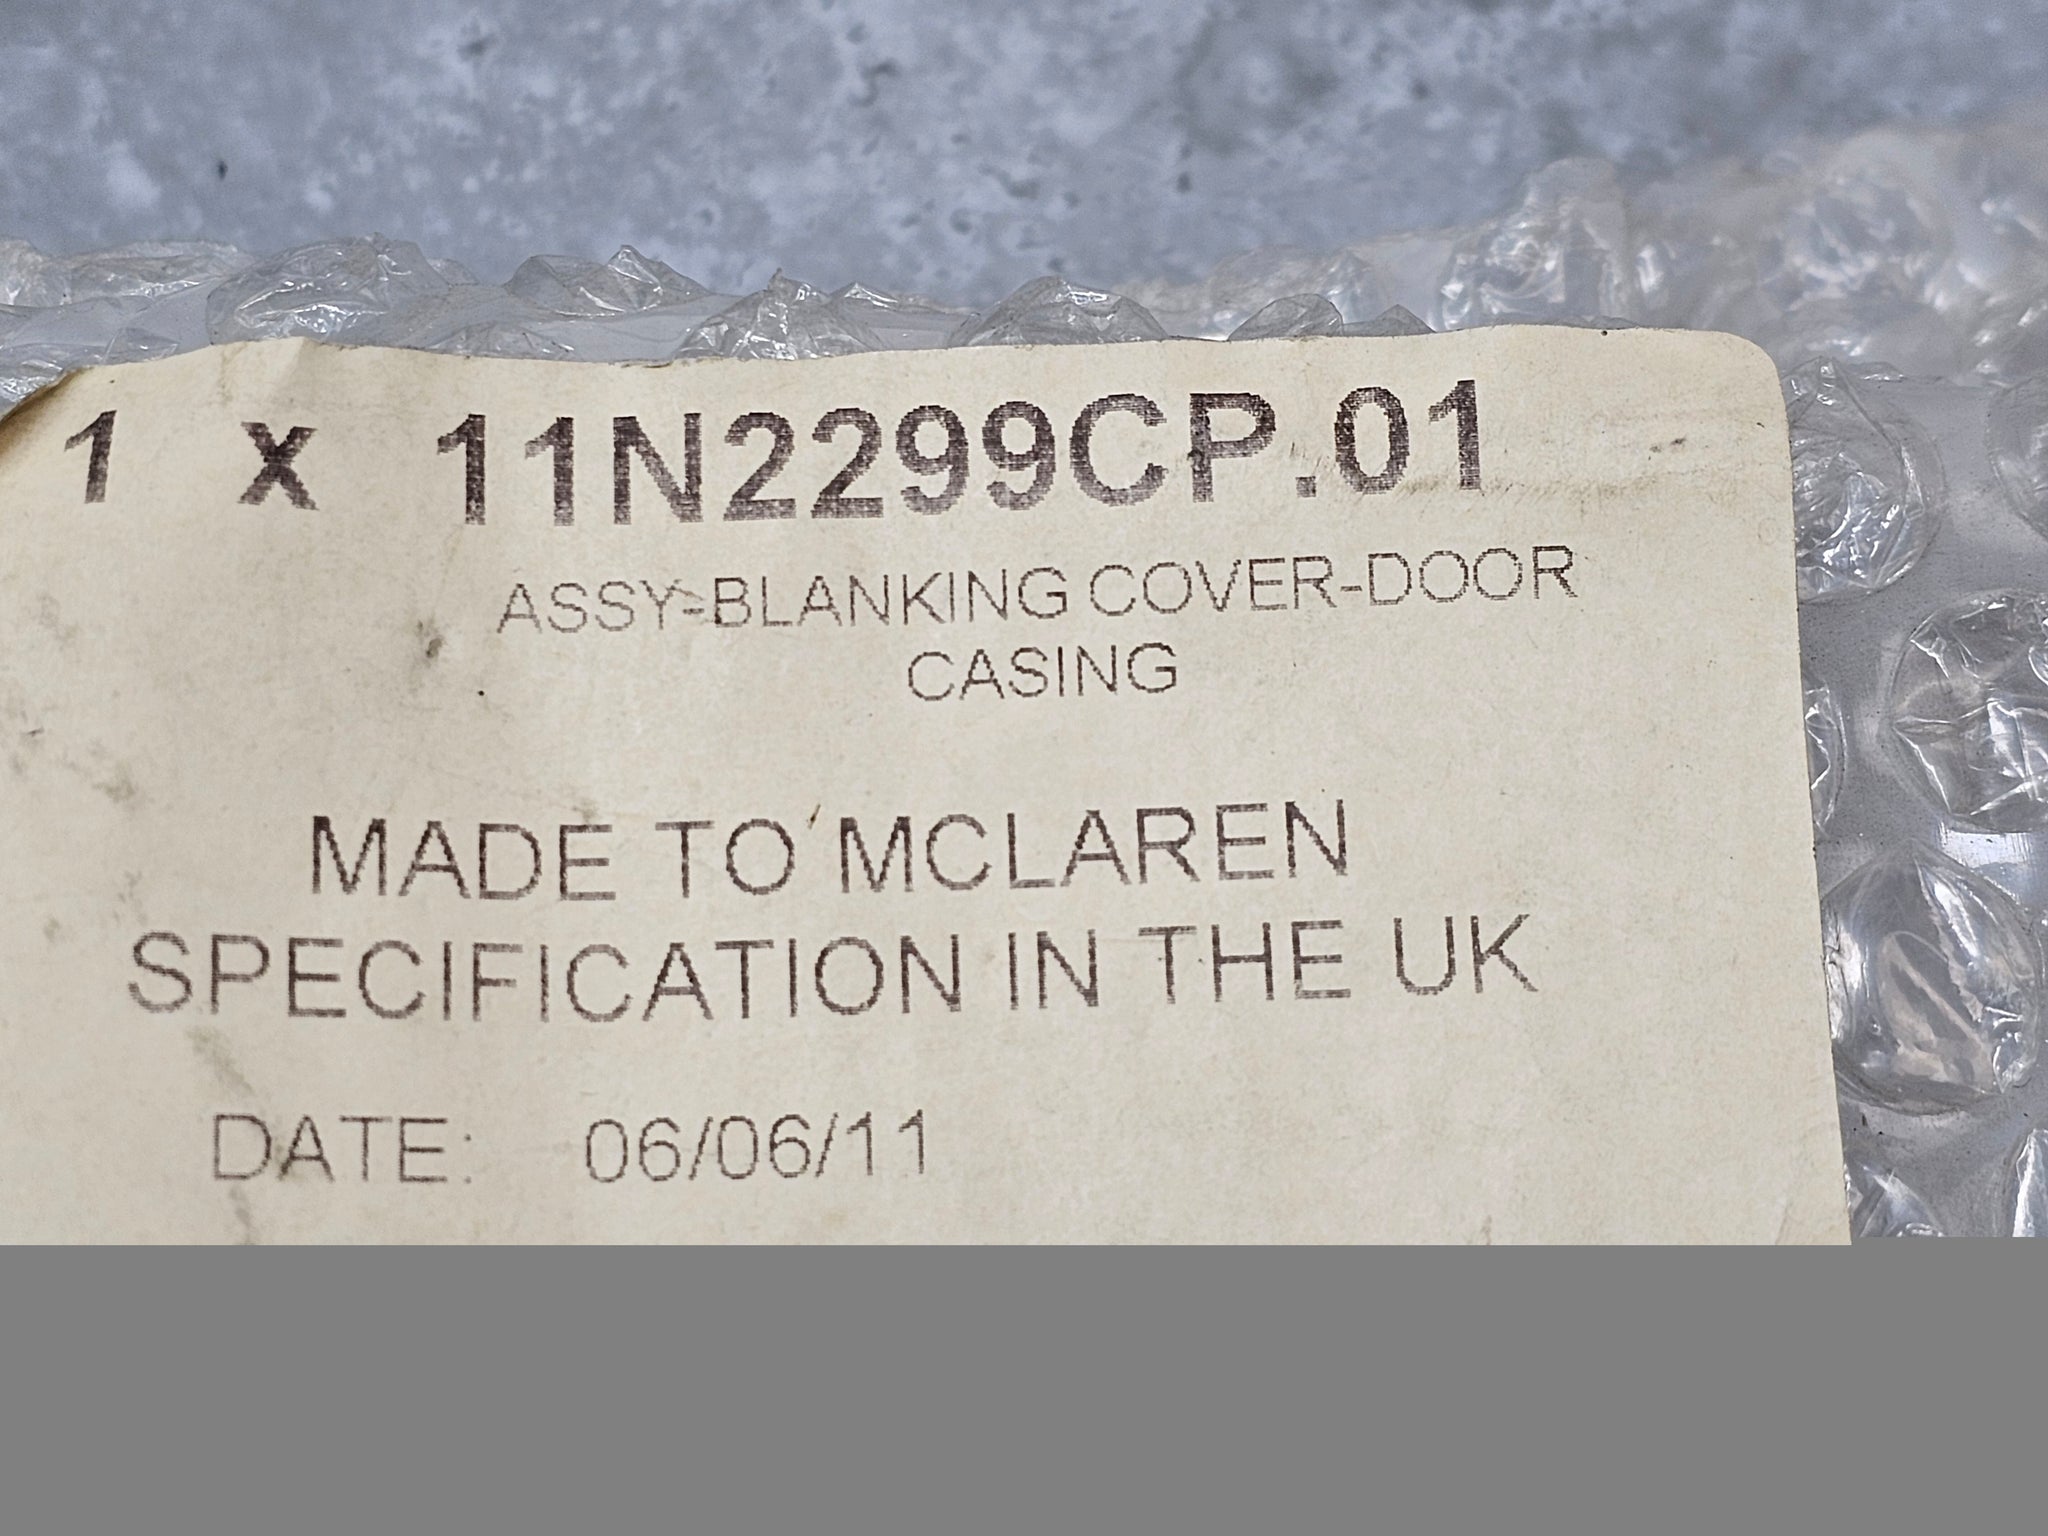 1 x 11N2299CP.01
ASSY-BLANKING COVER-DOOR
CASING
MADE TO MCLAREN
SPECIFICATION IN THE UK
DATE: 06/06/11